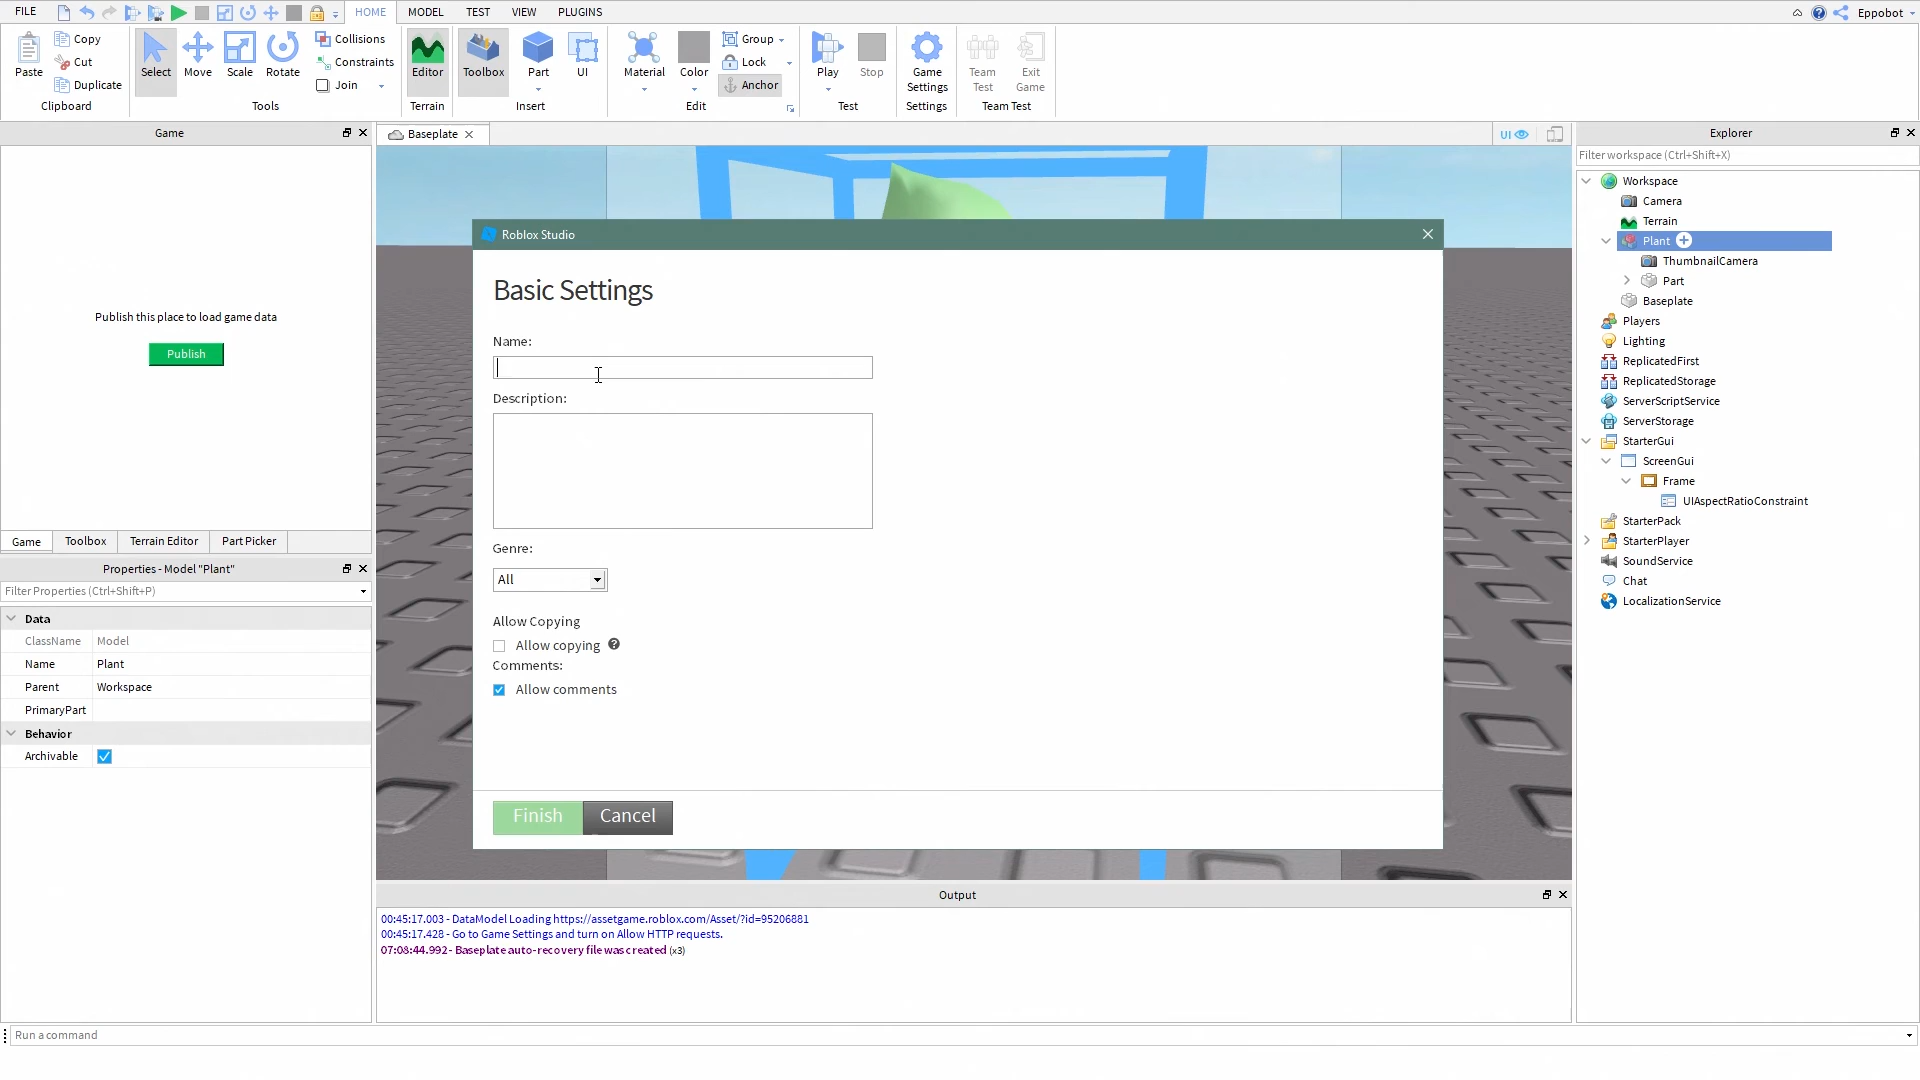 FILE
HOME
MODEL
TEST
VIEW
PLUGINS
Eppobot
Paste
Copy
Cut
Duplicate
Clipboard
Select
Move
Scale
Rotate
Collisions
Constraints
Join
Tools
Editor
Terrain
Toolbox
Part
UI
Insert
Material
Color
Group
Lock
Anchor
Edit
Play
Stop
Test
Game
Settings
Settings
Team
Test
Exit
Game
Team Test
Game
Publish this place to load game data
Publish
Game
Toolbox
Terrain Editor
Part Picker
Properties - Model "Plant"
Filter Properties (Ctrl+Shift+P)
Data
ClassName Model
Name Plant
Parent Workspace
PrimaryPart
Behavior
Archivable
Baseplate
UI
Roblox Studio
Basic Settings
Name:
Description:
Genre:
All
Allow Copying
Allow copying
Comments:
Allow comments
Finish
Cancel
Output
00:45:17.003 - DataModel Loading https://assetgame.roblox.com/Asset/?id=95206881
00:45:17.428 - Go to Game Settings and turn on Allow HTTP requests.
07:08:44.992 - Baseplate auto-recovery file was created (x3)
Explorer
Filter workspace (Ctrl+Shift+X)
Workspace
Camera
Terrain
Plant
ThumbnailCamera
Part
Baseplate
Players
Lighting
ReplicatedFirst
ReplicatedStorage
ServerScriptService
ServerStorage
StarterGui
ScreenGui
Frame
UIAspectRatioConstraint
StarterPack
StarterPlayer
SoundService
Chat
LocalizationService
Run a command